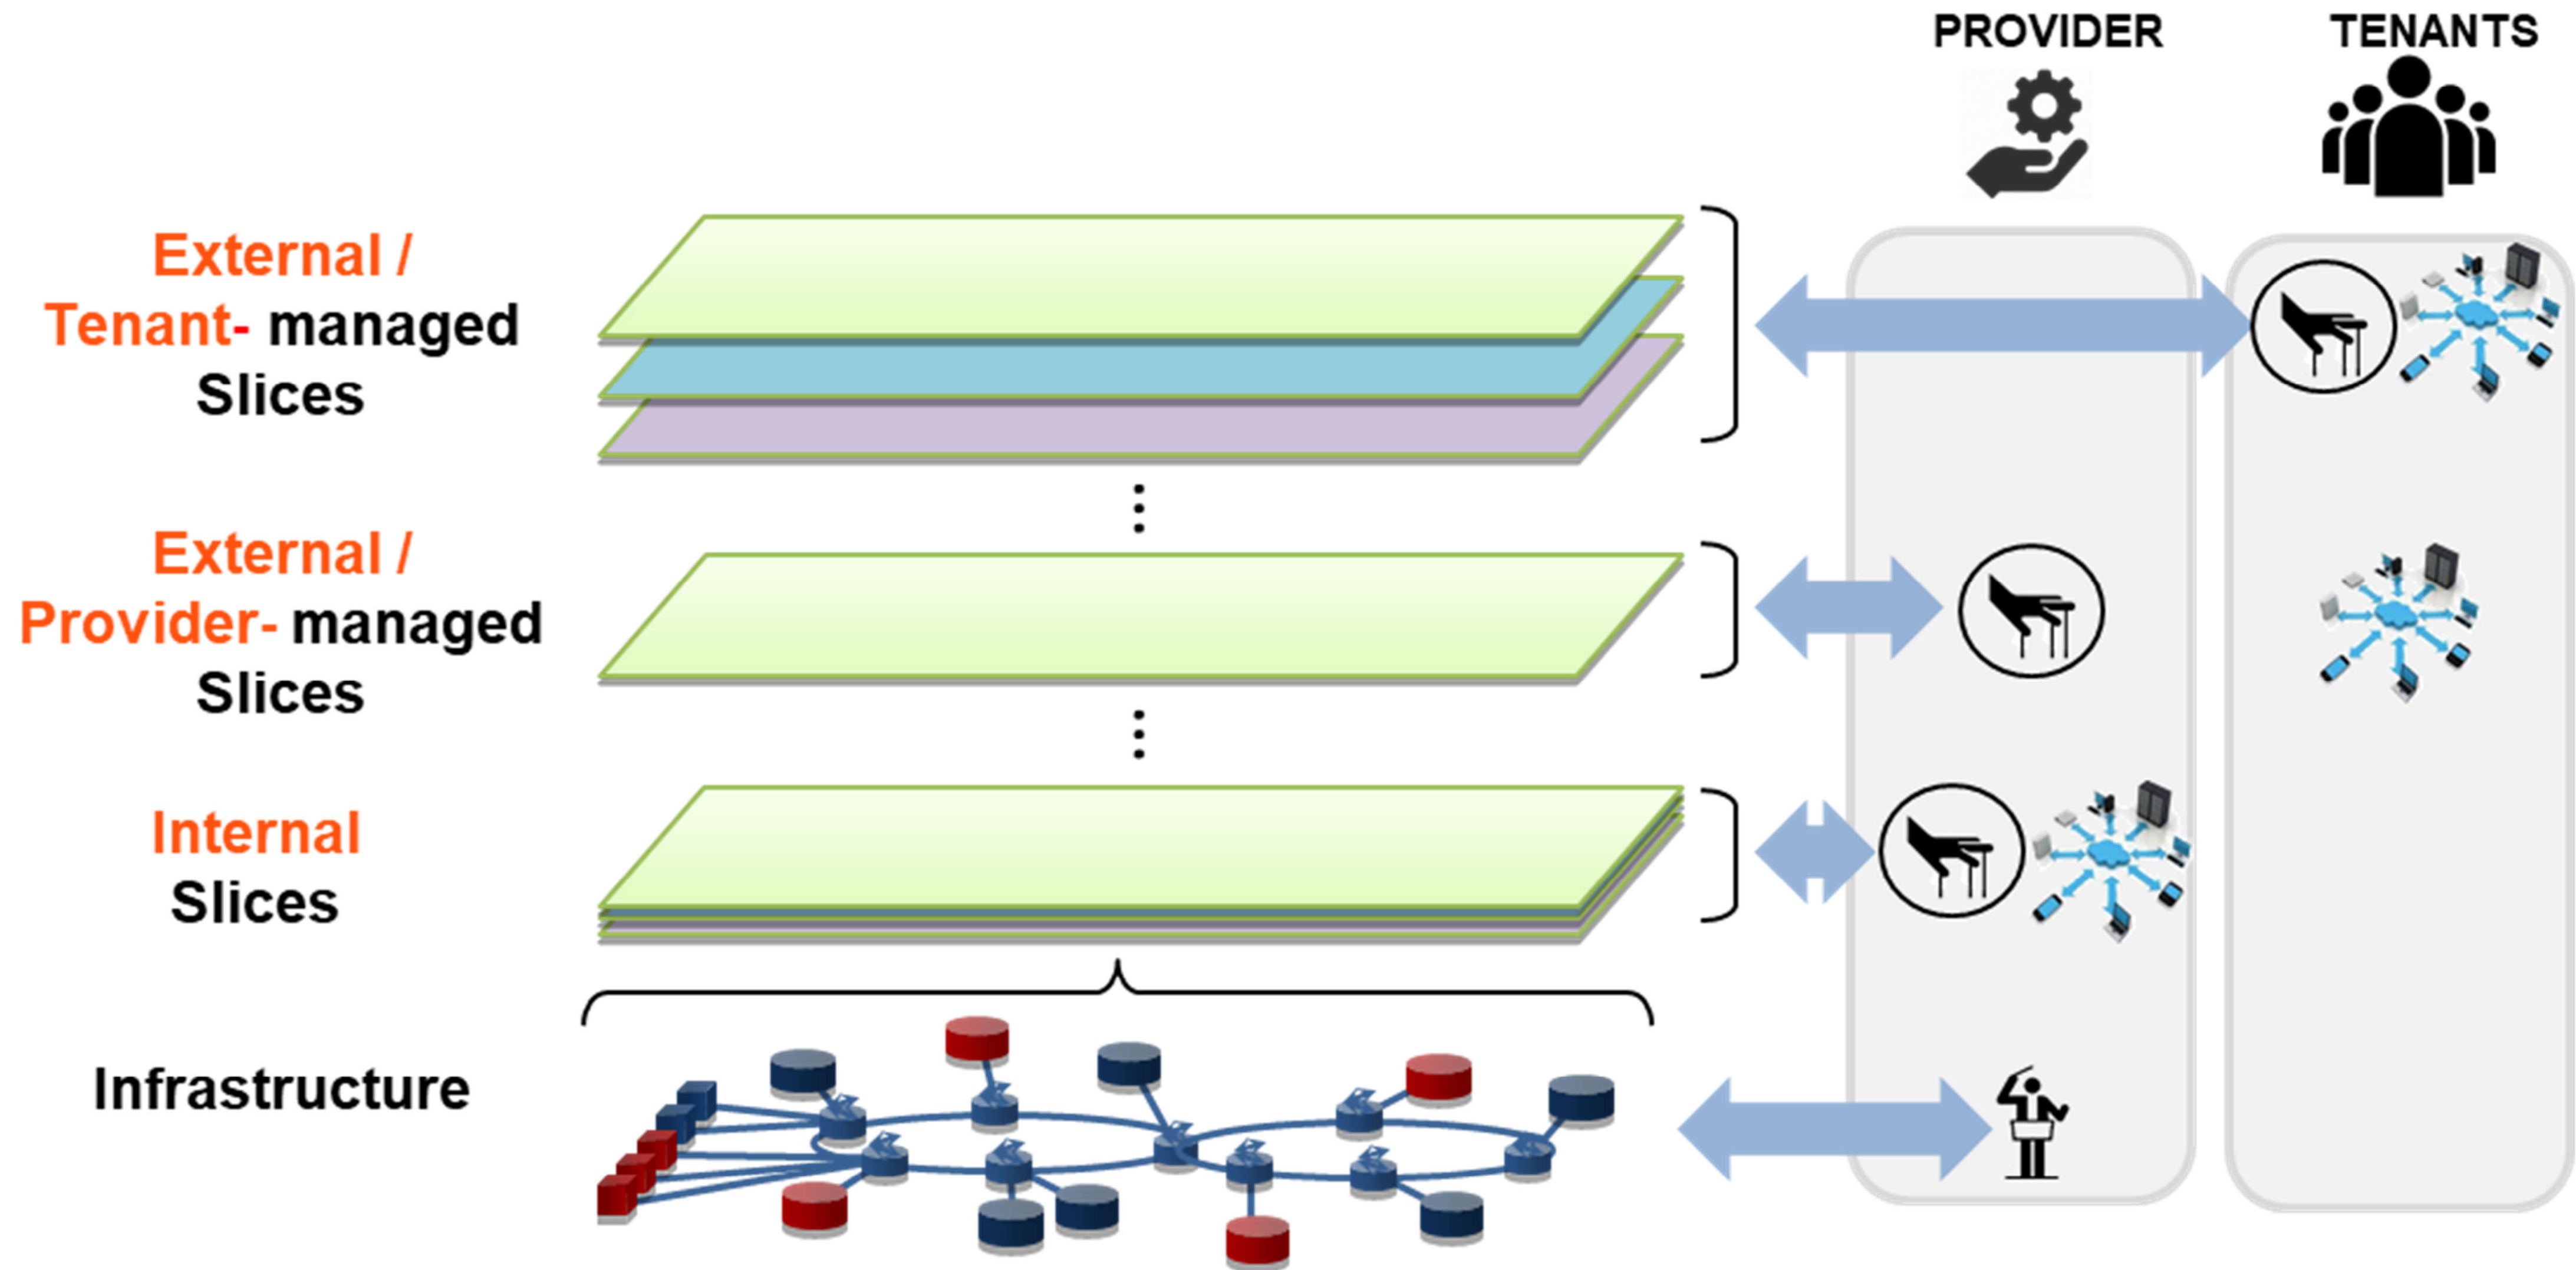 PROVIDER
TENANTS
External /
Tenant- managed
Slices
External /
Provider- managed
Slices
Internal
Slices
Infrastructure